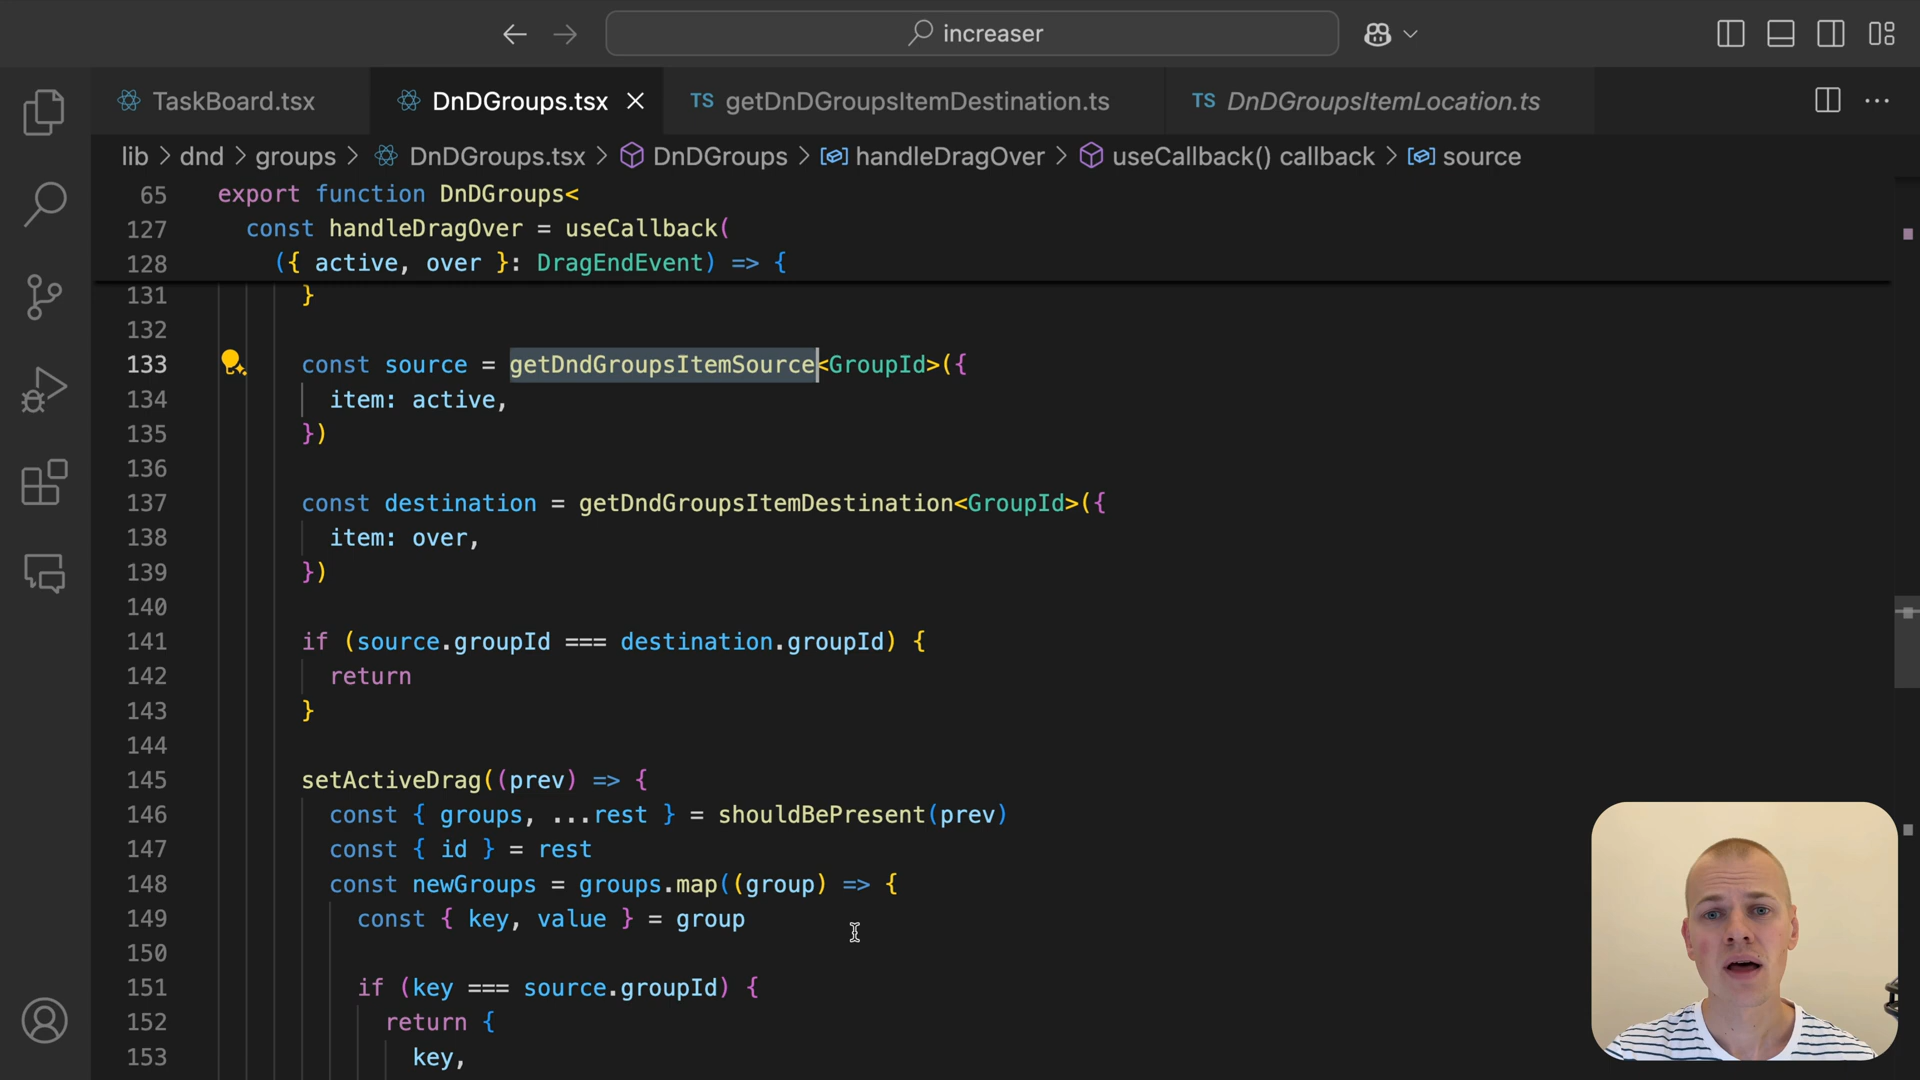 increaser
TaskBoard.tsx
DnDGroups.tsx
TS getDnDGroupsItemDestination.ts
TS DnDGroupsItemLocation.ts
lib > dnd > groups > DnDGroups.tsx > DnDGroups > handleDragOver > useCallback() callback > source
65 export function DnDGroups<
127 const handleDragOver = useCallback(
128 ({ active, over }: DragEndEvent) => {
131 }
132
133 const source = getDndGroupsItemSource<GroupId>({
134 item: active,
135 })
136
137 const destination = getDndGroupsItemDestination<GroupId>({
138 item: over,
139 })
140
141 if (source.groupId === destination.groupId) {
142 return
143 }
144
145 setActiveDrag((prev) => {
146 const { groups, ...rest } = shouldBePresent(prev)
147 const { id } = rest
148 const newGroups = groups.map((group) => {
149 const { key, value } = group
150
151 if (key === source.groupId) {
152 return {
153 key,